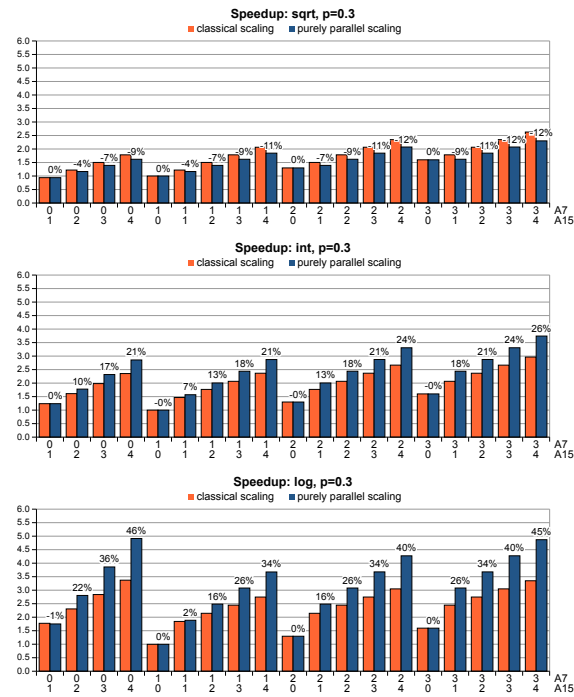 Speedup: sqrt, p=0.3
classical scaling purely parallel scaling
6.0
5.5
5.0
4.5
4.0
3.5
3.0
2.5
2.0
1.5
1.0
0.5
0.0
0% -4% -7% -9% 0% -4% -7% -9% -11% 0% -7% -9% -11% -12% 0% -9% -11% -12% -12%
0 0 0 0 1 1 1 1 1 2 2 2 2 2 3 3 3 3 3 A7
1 2 3 4 0 1 2 3 4 0 1 2 3 4 0 1 2 3 4 A15
Speedup: int, p=0.3
classical scaling purely parallel scaling
6.0
5.5
5.0
4.5
4.0
3.5
3.0
2.5
2.0
1.5
1.0
0.5
0.0
0% 10% 17% 21% -0% 7% 13% 18% 21% -0% 13% 18% 21% 24% -0% 18% 21% 24% 26%
0 0 0 0 1 1 1 1 1 2 2 2 2 2 3 3 3 3 3 A7
1 2 3 4 0 1 2 3 4 0 1 2 3 4 0 1 2 3 4 A15
Speedup: log, p=0.3
classical scaling purely parallel scaling
6.0
5.5
5.0
4.5
4.0
3.5
3.0
2.5
2.0
1.5
1.0
0.5
0.0
-1% 22% 36% 46% 0% 2% 16% 26% 34% 0% 16% 26% 34% 40% 0% 26% 34% 40% 45%
0 0 0 0 1 1 1 1 1 2 2 2 2 2 3 3 3 3 3 A7
1 2 3 4 0 1 2 3 4 0 1 2 3 4 0 1 2 3 4 A15